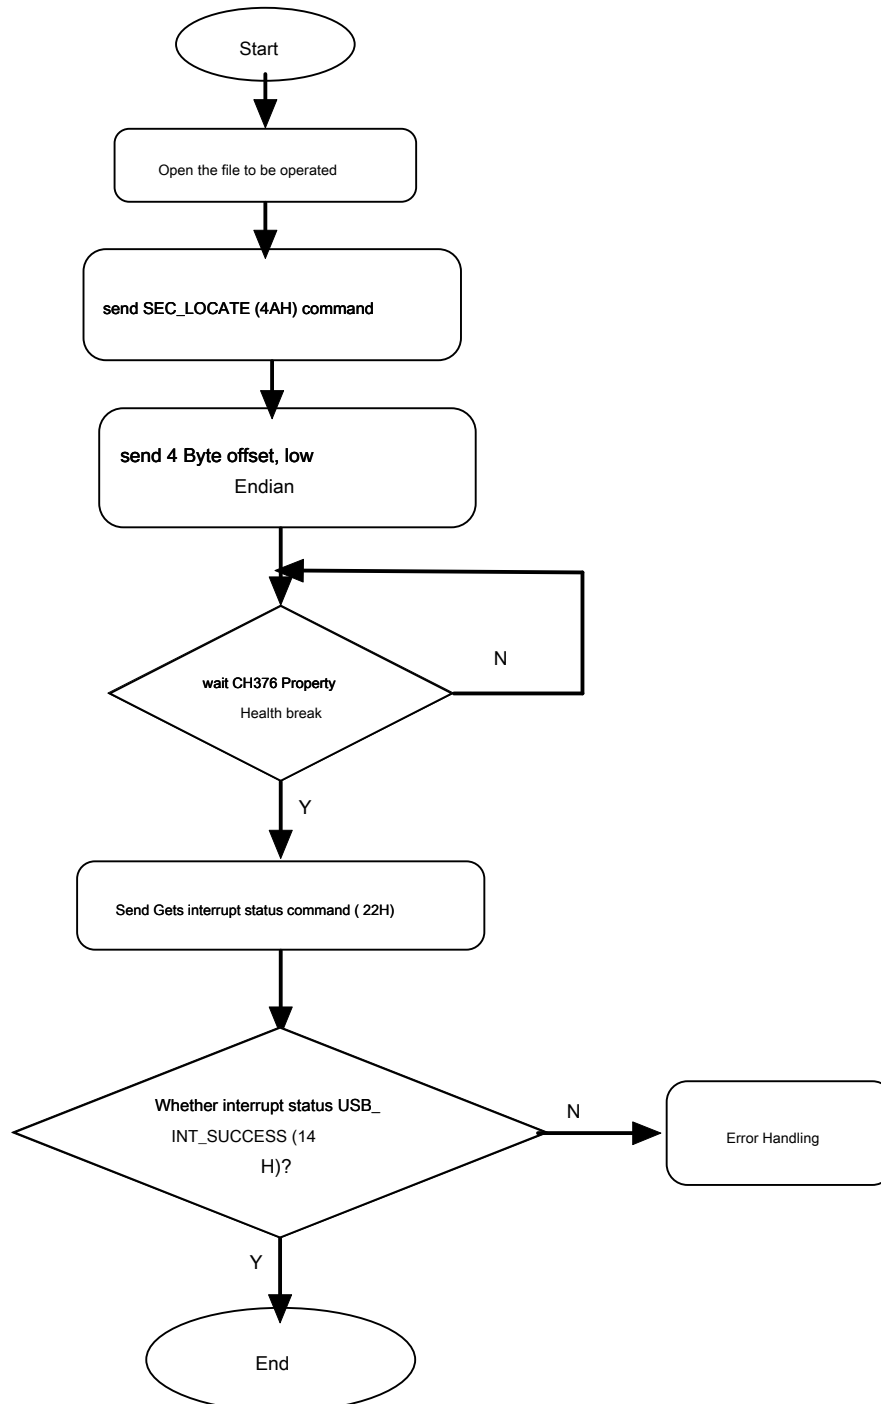 Start
Open the file to be operated
send SEC_LOCATE (4AH) command
send 4 Byte offset, low
Endian
N
wait CH376 Property
Health break
Y
Send Gets interrupt status command ( 22H)
Whether interrupt status USB_
INT_SUCCESS (14
H)?
N
Error Handling
Y
End